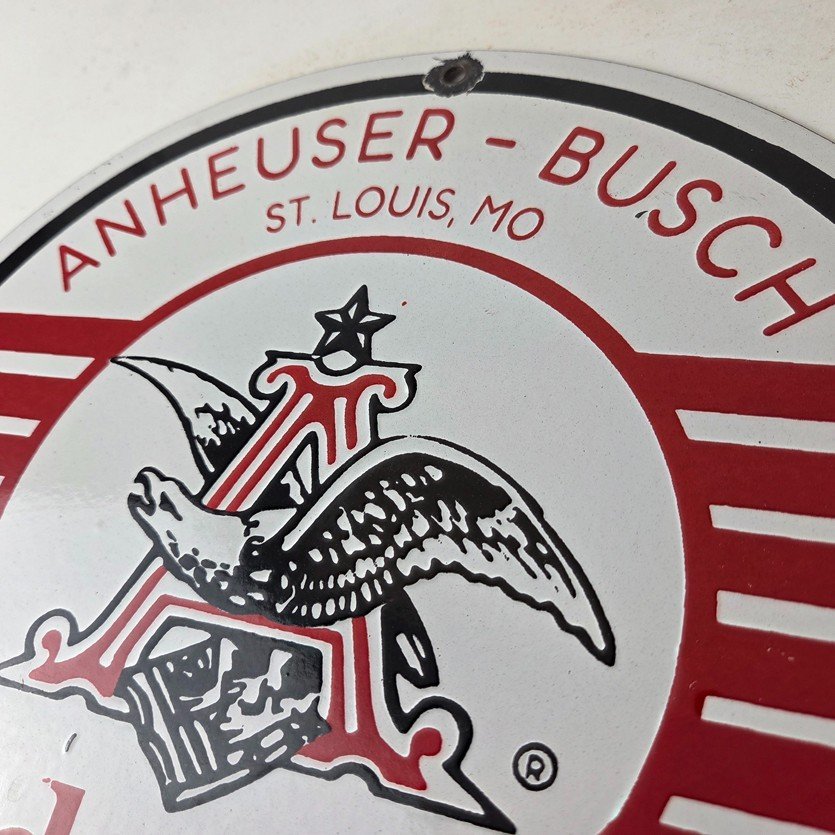 ANHEUSER - BUSCH
ST. LOUIS, MO
®